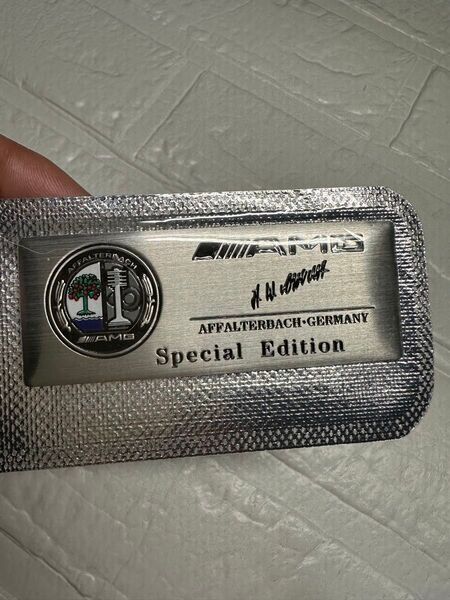 AFFALTERBACH
AMG
AMG
AFFALTERBACH·GERMANY
Special Edition